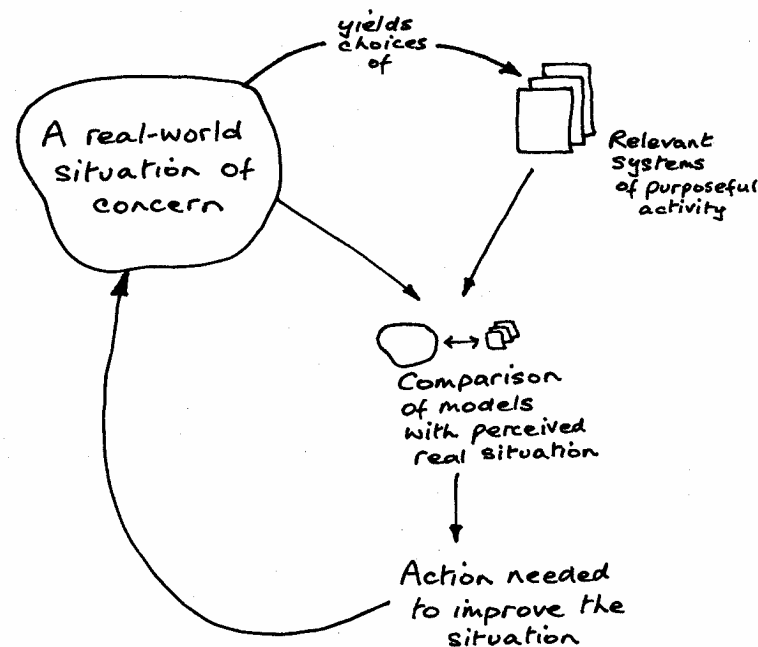 yields
choices
of
A real-world
situation of
concern
Relevant
systems
of purposeful
activity
Comparison
of models
with perceived
real situation
Action needed
to improve the
situation